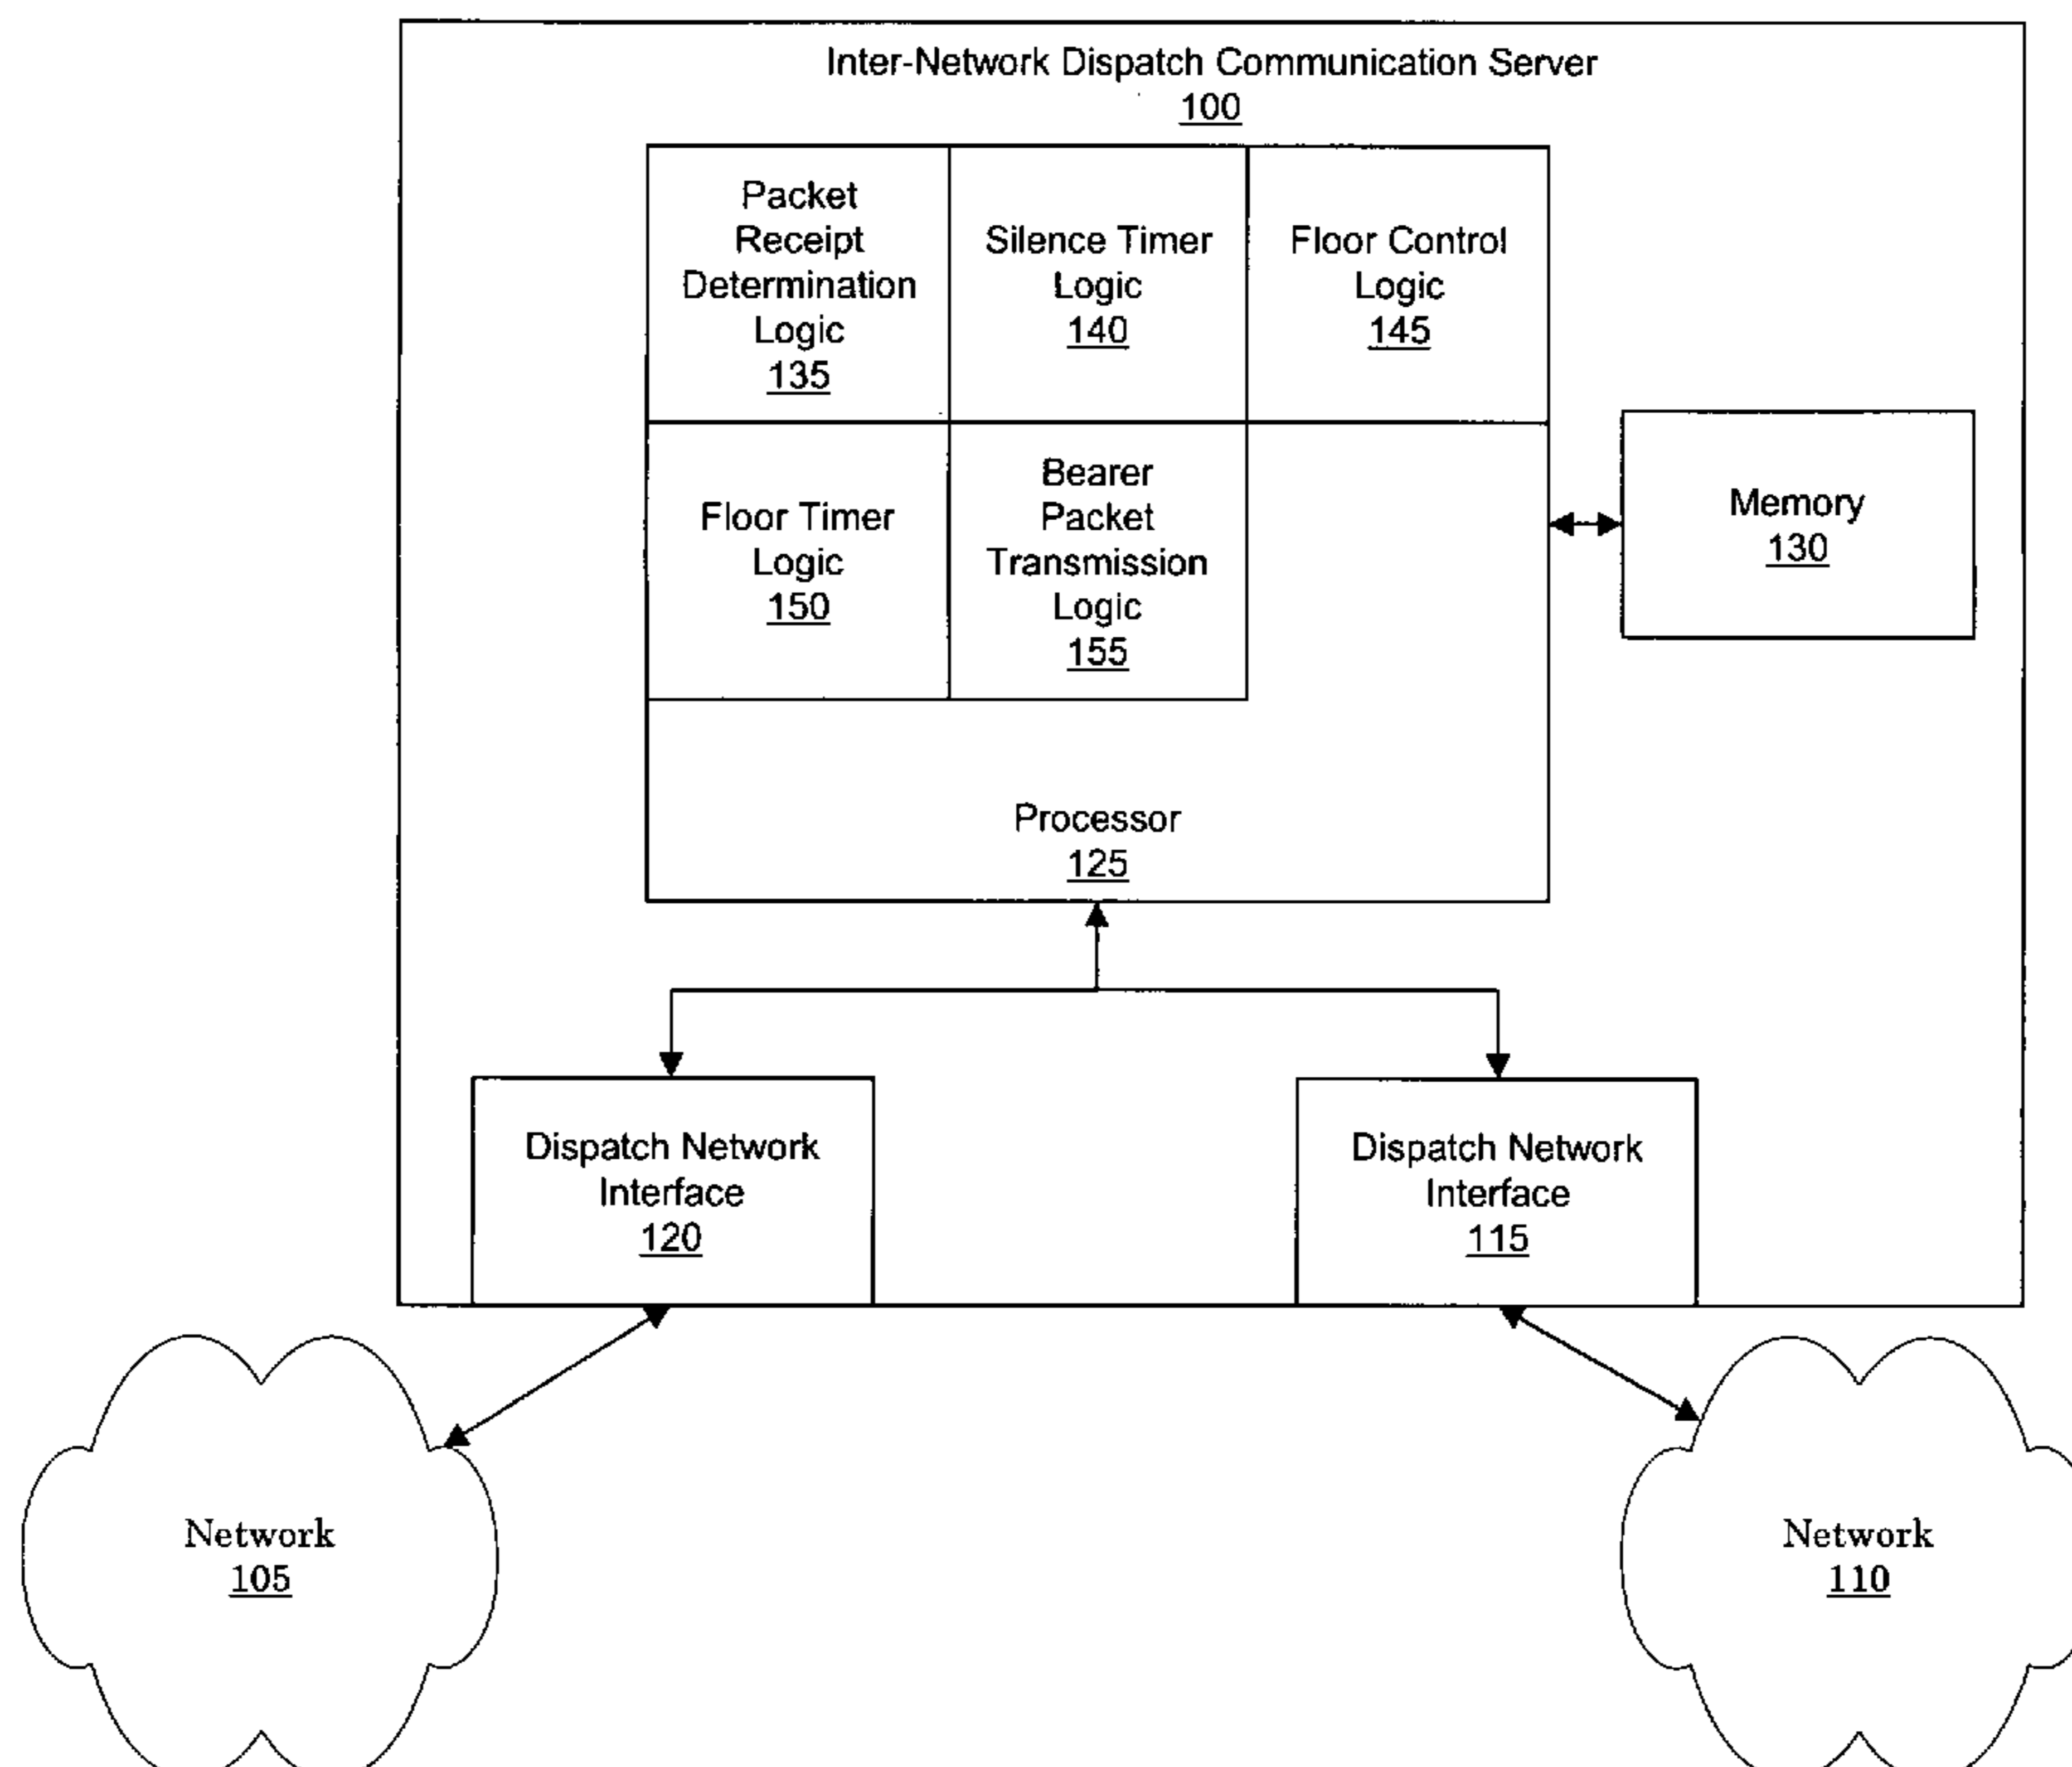 Inter-Network Dispatch Communication Server
100
Packet
Receipt
Determination
Logic
135
Silence Timer
Logic
140
Floor Control
Logic
145
Floor Timer
Logic
150
Bearer
Packet
Transmission
Logic
155
Memory
130
Processor
125
Dispatch Network
Interface
120
Dispatch Network
Interface
115
Network
105
Network
110